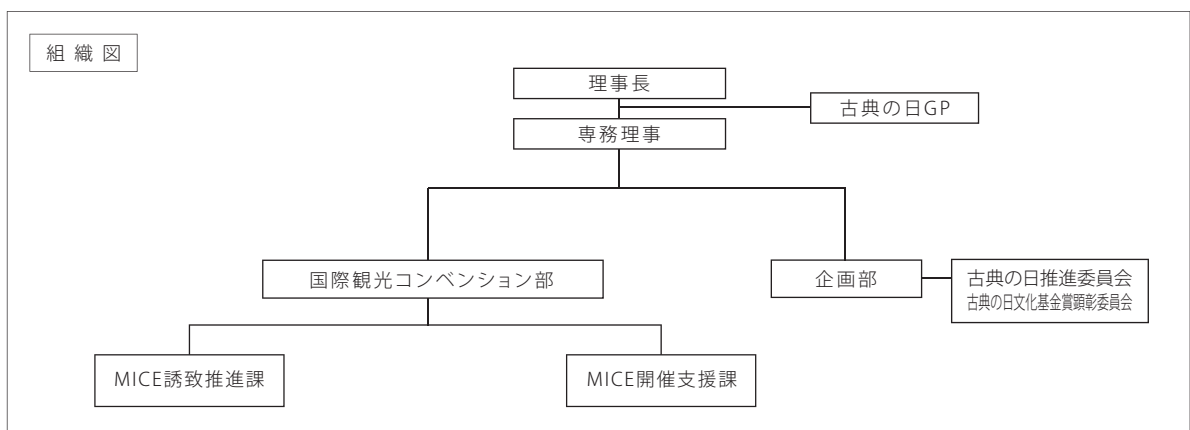 組織図
理事長
古典の日GP
専務理事
国際観光コンベンション部
企画部
古典の日推進委員会
古典の日文化基金賞顕彰委員会
MICE誘致推進課
MICE開催支援課